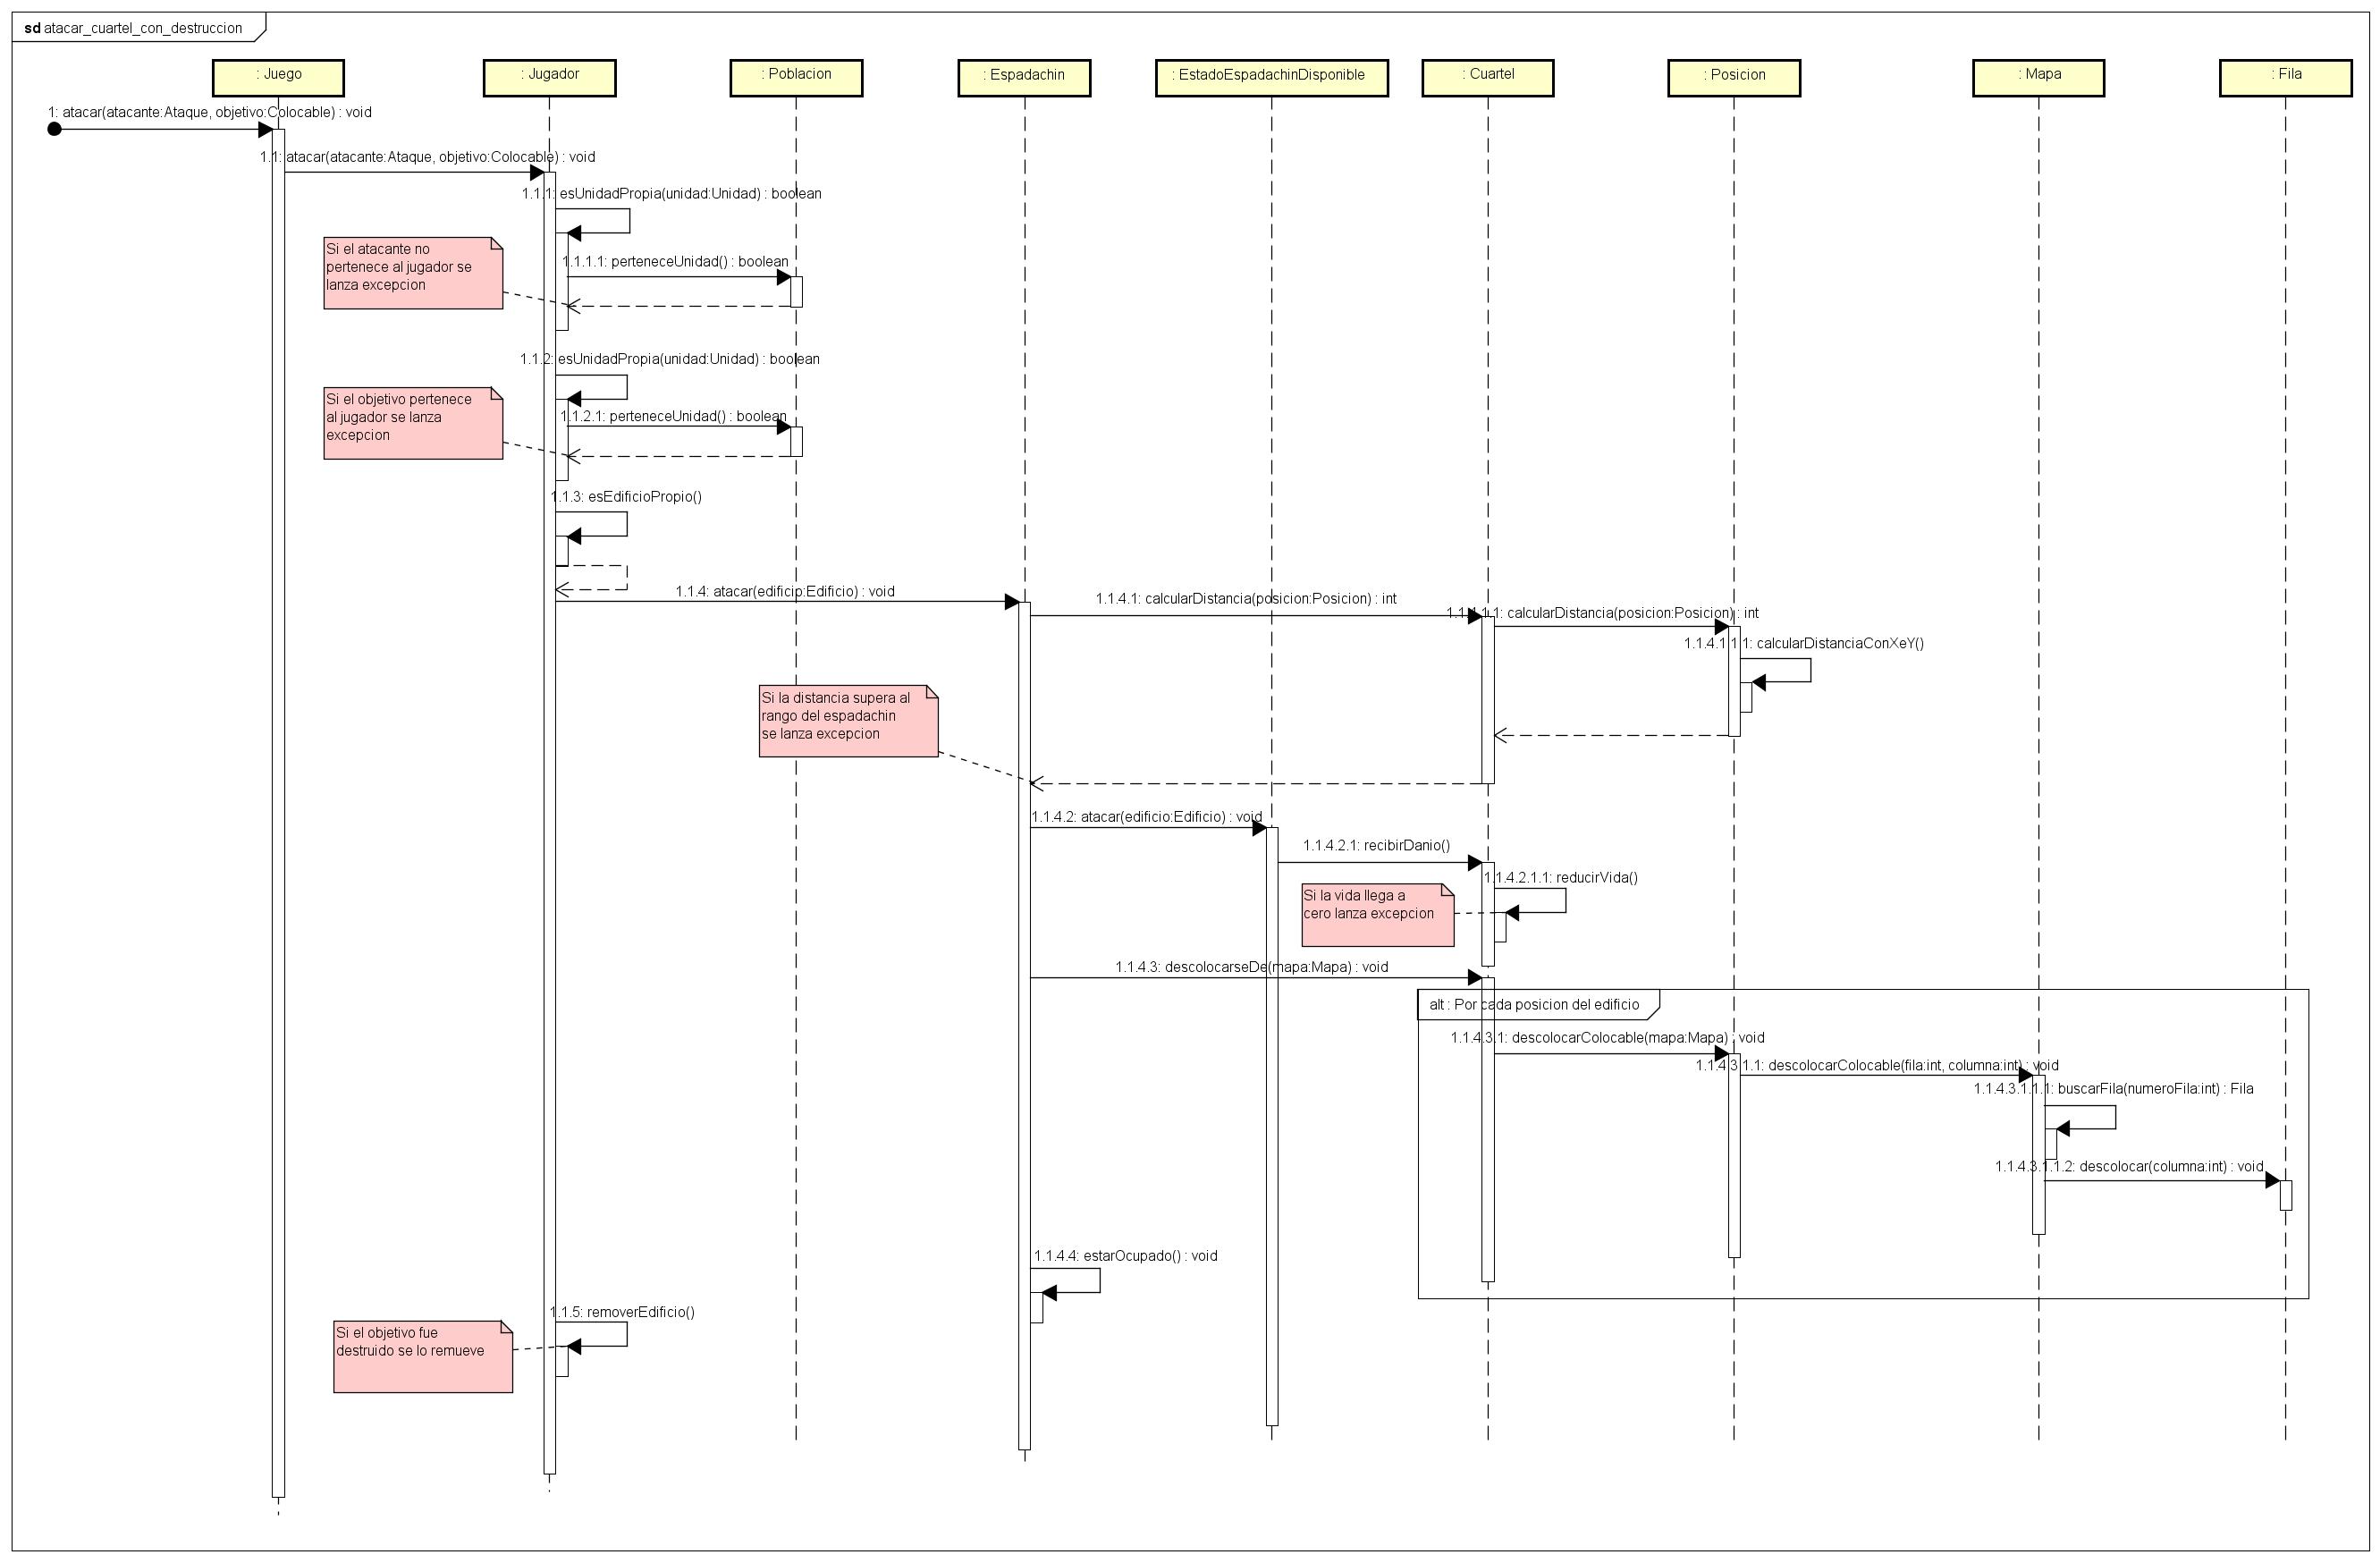 sd atacar_cuartel_con_destruccion
: Juego
: Jugador
: Poblacion
: Espadachin
: EstadoEspadachinDisponible
: Cuartel
: Posicion
: Mapa
: Fila
1: atacar(atacante:Ataque, objetivo:Colocable) : void
1.1: atacar(atacante:Ataque, objetivo:Colocable) : void
1.1.1: esUnidadPropia(unidad:Unidad) : boolean
Si el atacante no
pertenece al jugador se
lanza excepcion
1.1.1.1: perteneceUnidad() : boolean
1.1.2: esUnidadPropia(unidad:Unidad) : boolean
Si el objetivo pertenece
al jugador se lanza
excepcion
1.1.2.1: perteneceUnidad() : boolean
1.1.3: esEdificioPropio()
1.1.4: atacar(edificio:Edificio) : void
1.1.4.1: calcularDistancia(posicion:Posicion) : int
1.1.4.1.1: calcularDistancia(posicion:Posicion) : int
1.1.4.1.1.1: calcularDistanciaConXeY()
Si la distancia supera al
rango del espadachin
se lanza excepcion
1.1.4.2: atacar(edificio:Edificio) : void
1.1.4.2.1: recibirDanio()
1.1.4.2.1.1: reducirVida()
Si la vida llega a
cero lanza excepcion
1.1.4.3: descolocarseDe(mapa:Mapa) : void
alt : Por cada posicion del edificio
1.1.4.3.1: descolocarColocable(mapa:Mapa) : void
1.1.4.3.1.1: descolocarColocable(fila:int, columna:int) : void
1.1.4.3.1.1.1: buscarFila(numeroFila:int) : Fila
1.1.4.3.1.1.2: descolocar(columna:int) : void
1.1.4.4: estarOcupado() : void
1.1.5: removerEdificio()
Si el objetivo fue
destruido se lo remueve